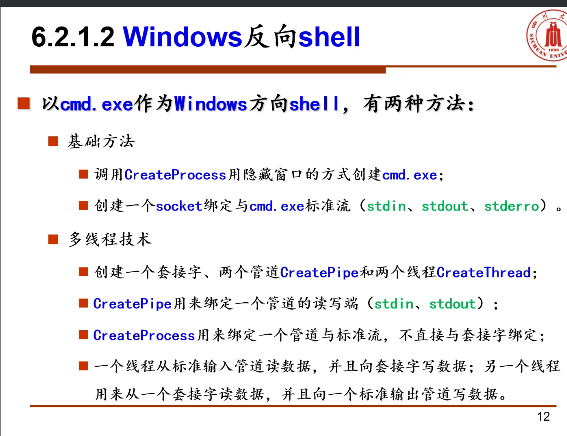 6.2.1.2 Windows反向shell
以cmd.exe作为Windows方向shell，有两种方法：
基础方法
调用CreateProcess用隐藏窗口的方式创建cmd.exe；
创建一个socket绑定与cmd.exe标准流（stdin、stdout、stderro）。
多线程技术
创建一个套接字、两个管道CreatePipe和两个线程CreateThread；
CreatePipe用来绑定一个管道的读写端（stdin、stdout）；
CreateProcess用来绑定一个管道与标准流，不直接与套接字绑定；
一个线程从标准输入管道读数据，并且向套接字写数据；另一个线程
用来从一个套接字读数据，并且向一个标准输出管道写数据。
12